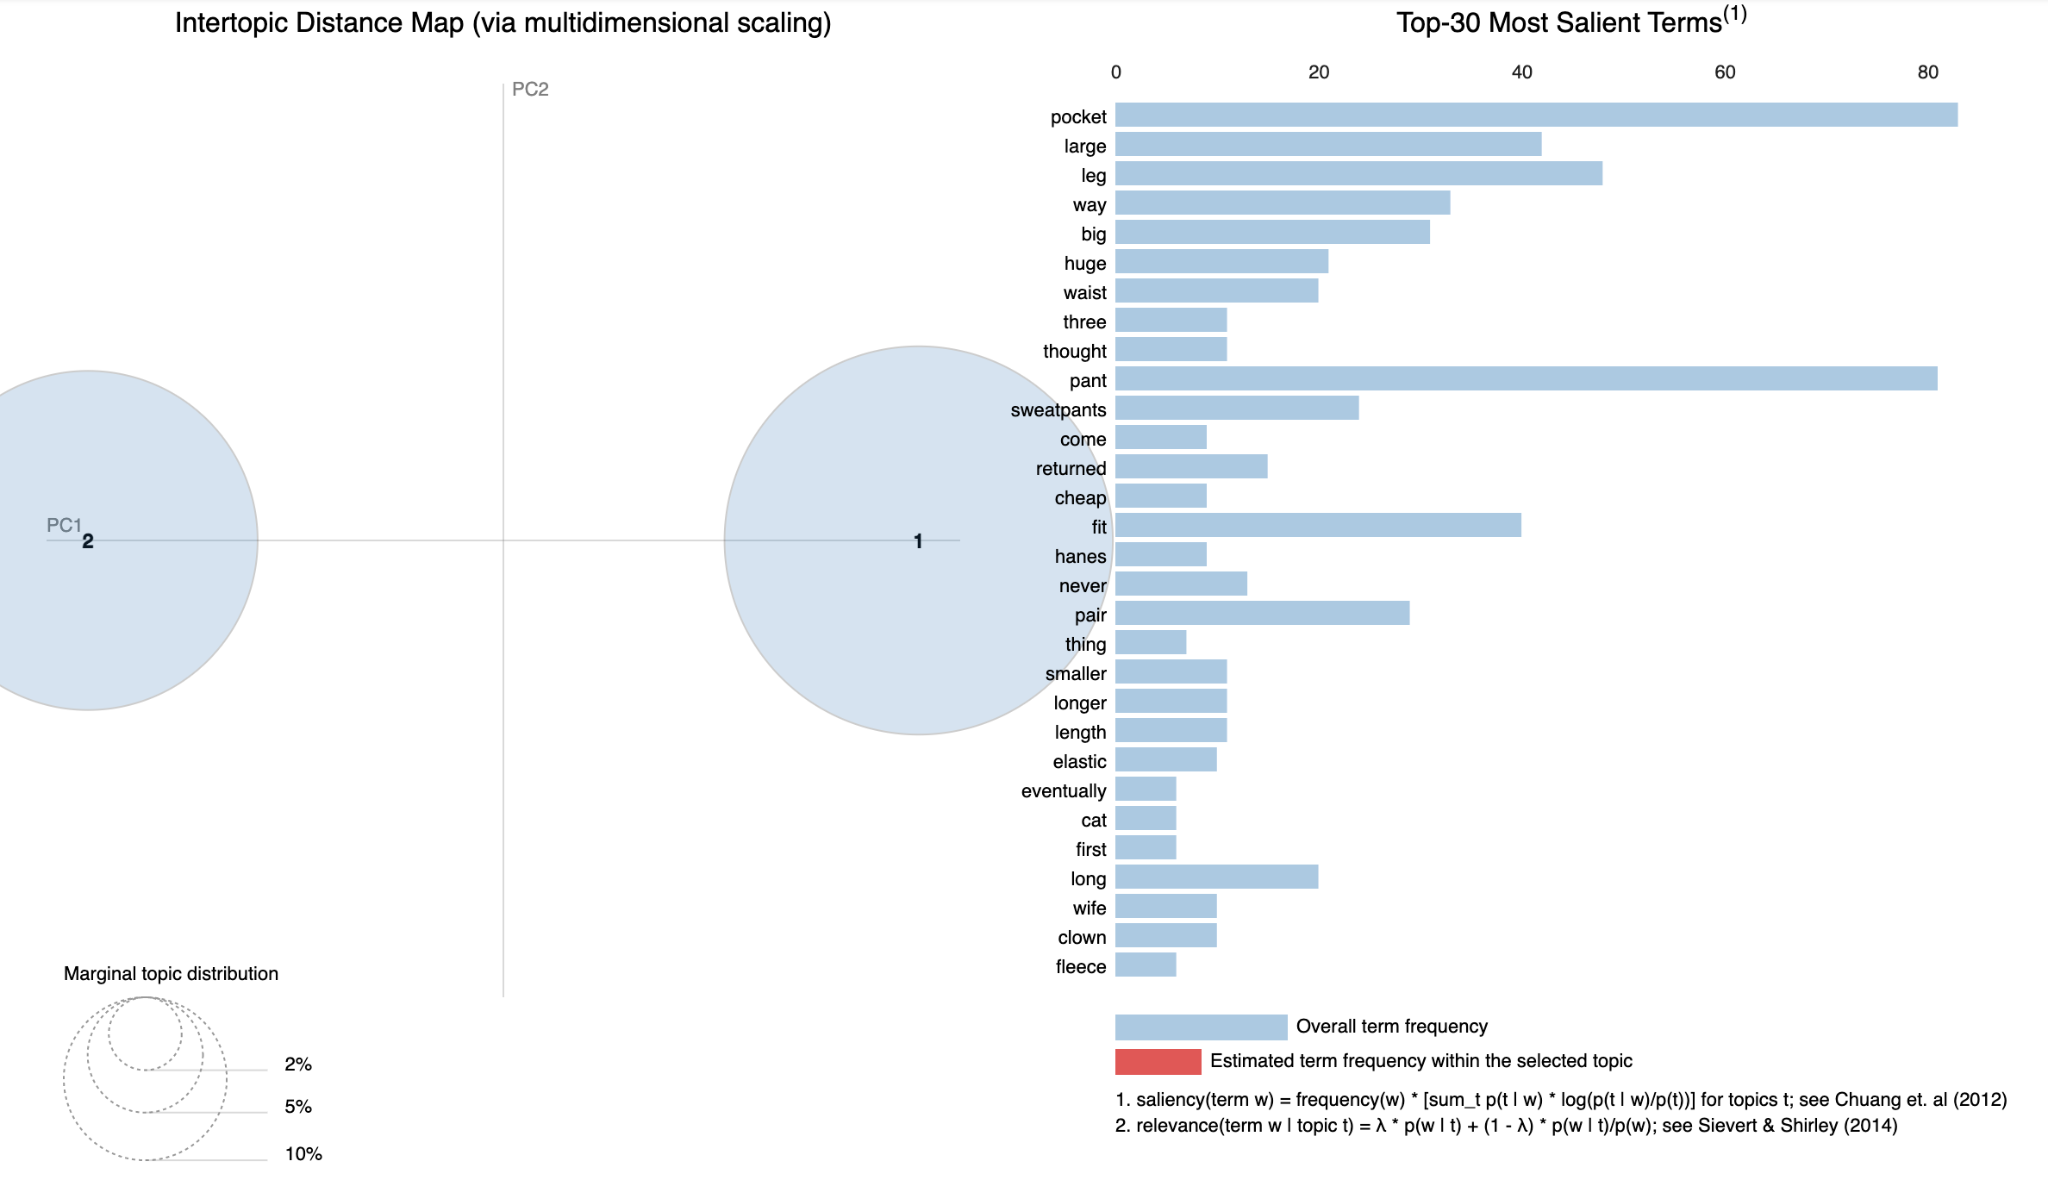 Intertopic Distance Map (via multidimensional scaling)
PC2
PC1
2
1
Marginal topic distribution
2%
5%
10%
Top-30 Most Salient Terms(1)
0 20 40 60 80
pocket
large
leg
way
big
huge
waist
three
thought
pant
sweatpants
come
returned
cheap
fit
hanes
never
pair
thing
smaller
longer
length
elastic
eventually
cat
first
long
wife
clown
fleece
Overall term frequency
Estimated term frequency within the selected topic
1. saliency(term w) = frequency(w) * [sum_t p(t | w) * log(p(t | w)/p(t))] for topics t; see Chuang et. al (2012)
2. relevance(term w | topic t) = λ * p(w | t) + (1 - λ) * p(w | t)/p(w); see Sievert & Shirley (2014)